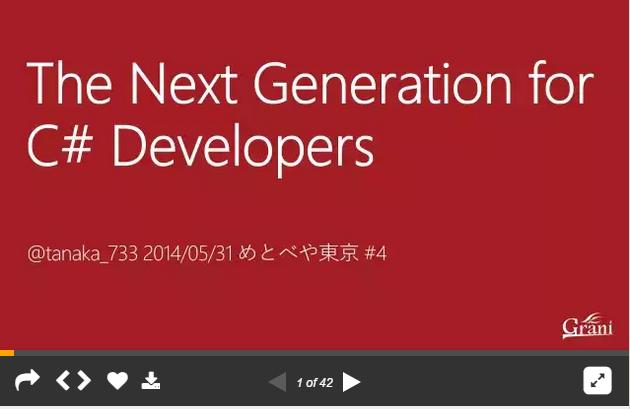 The Next Generation for
C# Developers
@tanaka_733 2014/05/31 めとべや東京 #4
Grani
1 of 42